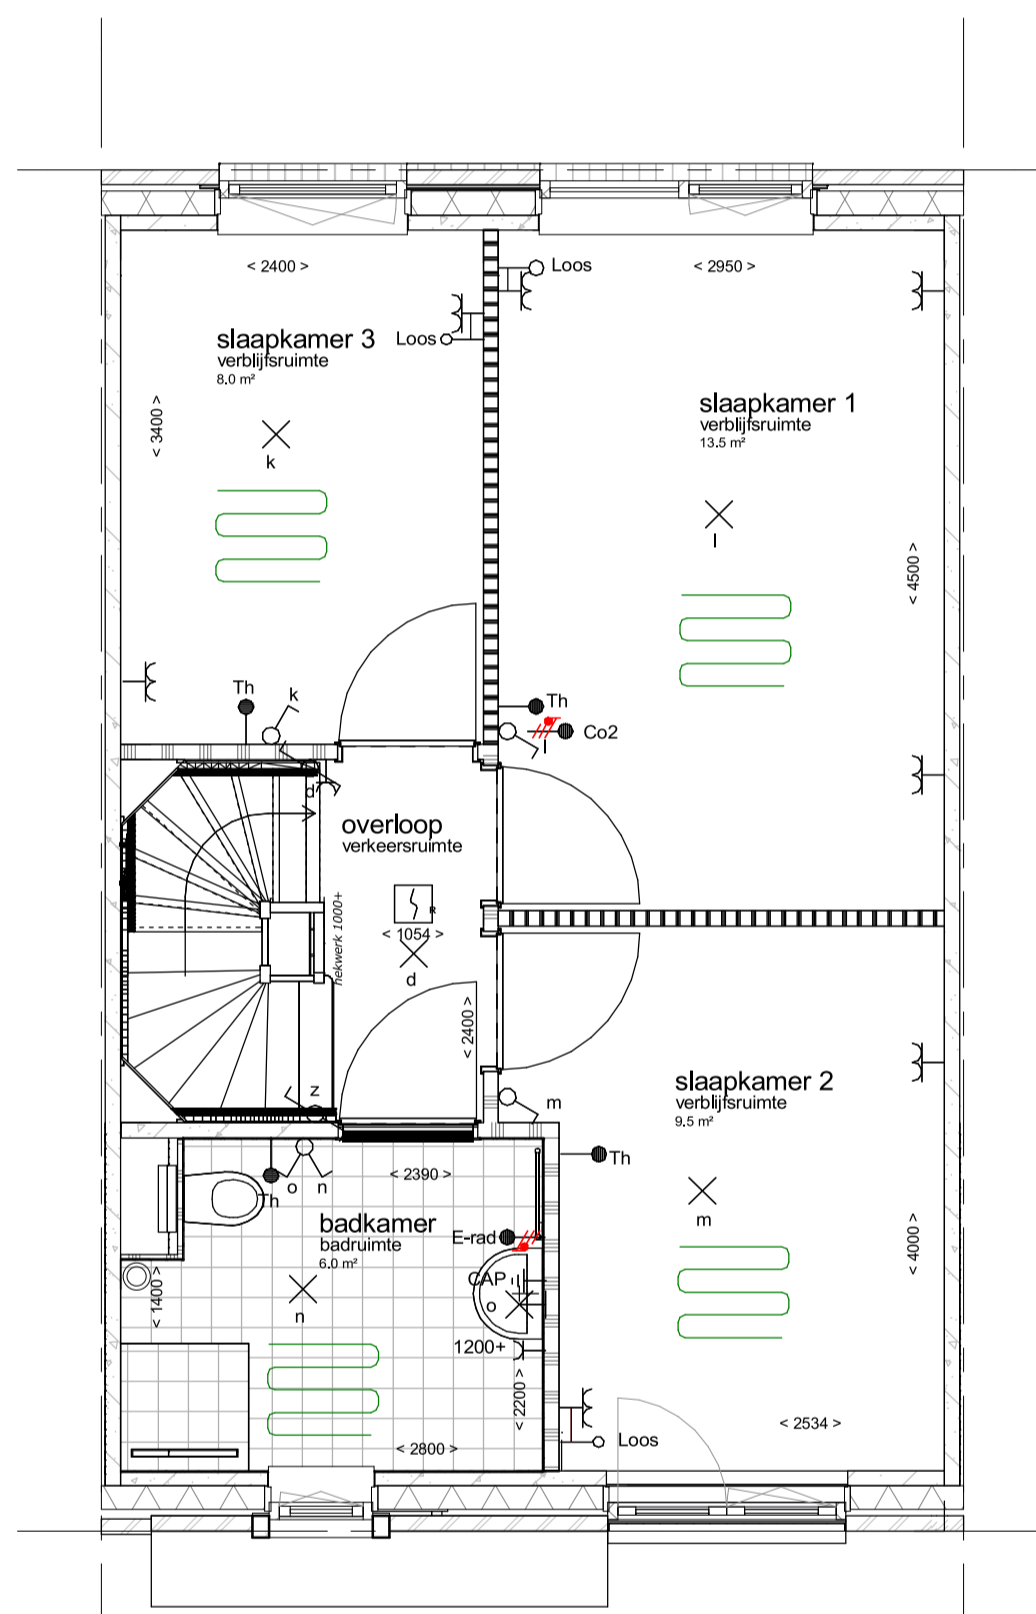 < 2400 >
Loos
< 2950 >
slaapkamer 3
verblijfsruimte
8.0 m²
Loos
< 3400 >
k
slaapkamer 1
verblijfsruimte
13.5 m²
l
< 4500 >
Th
k
Th
l
Co2
d
overloop
verkeersruimte
R
< 1054 >
d
hekwerk 1000+
< 2400 >
z
m
slaapkamer 2
verblijfsruimte
9.5 m²
Th
m
< 4000 >
Th
o
n
< 2390 >
badkamer
badruimte
6.0 m²
E-rad
CAP
o
n
< 1400 >
1200+
< 2200 >
< 2800 >
< 2534 >
Loos